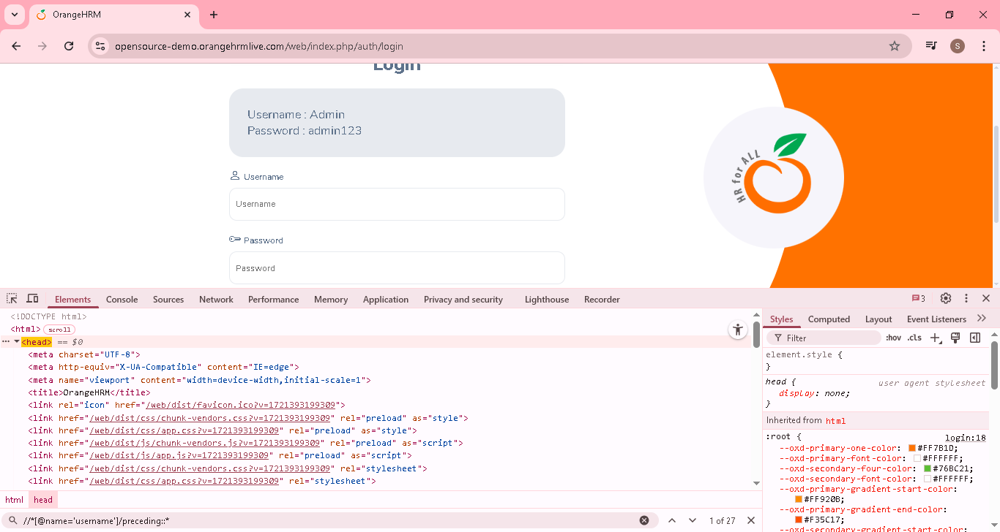 OrangeHRM
opensource-demo.orangehrmlive.com/web/index.php/auth/login
S
Login
Username : Admin
Password : admin123
Username
Username
Password
Password
HR for ALL
Elements Console Sources Network Performance Memory Application Privacy and security Lighthouse Recorder 3
<!DOCTYPE html>
<html> scroll
<head> == $0
<meta charset="UTF-8">
<meta http-equiv="X-UA-Compatible" content="IE=edge">
<meta name="viewport" content="width=device-width,initial-scale=1">
<title>OrangeHRM</title>
<link rel="icon" href="/web/dist/favicon.ico?v=1721393199309">
<link href="/web/dist/css/chunk-vendors.css?v=1721393199309" rel="preload" as="style">
<link href="/web/dist/css/app.css?v=1721393199309" rel="preload" as="style">
<link href="/web/dist/js/chunk-vendors.js?v=1721393199309" rel="preload" as="script">
<link href="/web/dist/js/app.js?v=1721393199309" rel="preload" as="script">
<link href="/web/dist/css/chunk-vendors.css?v=1721393199309" rel="stylesheet">
<link href="/web/dist/css/app.css?v=1721393199309" rel="stylesheet">
html head
//*[@name='username']/preceding::* 1 of 27
Styles Computed Layout Event Listeners
Filter :hov .cls
element.style {
}
head { user agent stylesheet
display: none;
}
Inherited from html
:root { login:18
--oxd-primary-one-color: #FF7B1D;
--oxd-primary-font-color: #FFFFFF;
--oxd-secondary-four-color: #76BC21;
--oxd-secondary-font-color: #FFFFFF;
--oxd-primary-gradient-start-color:
#FF920B;
--oxd-primary-gradient-end-color:
#F35C17;
--oxd-secondary-gradient-start-color: